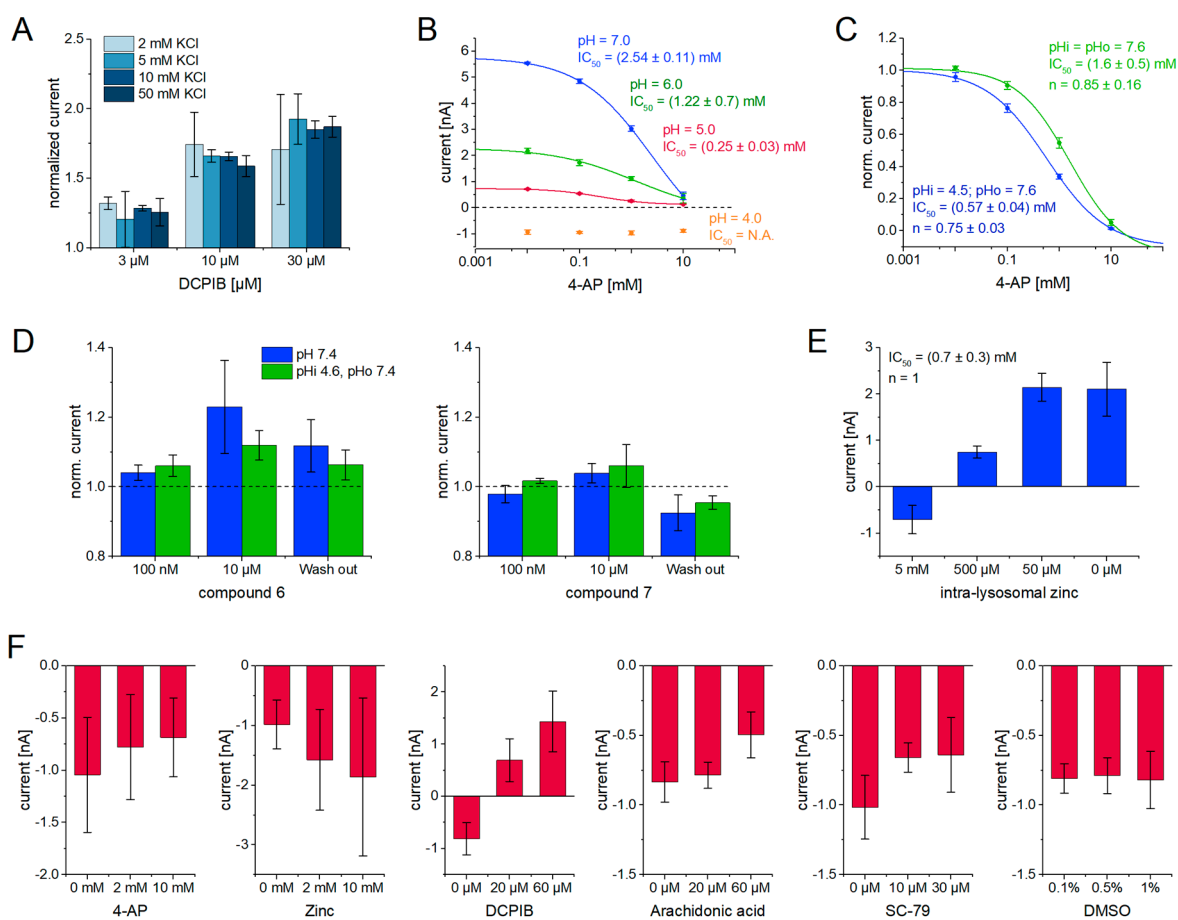 A
2.5
2.0
1.5
1.0
normalized current
2 mM KCl
5 mM KCl
10 mM KCl
50 mM KCl
3 µM
10 µM
30 µM
DCPIB [µM]
B
6
5
4
3
2
1
0
-1
current [nA]
pH = 7.0
IC50 = (2.54 ± 0.11) mM
pH = 6.0
IC50 = (1.22 ± 0.7) mM
pH = 5.0
IC50 = (0.25 ± 0.03) mM
pH = 4.0
IC50 = N.A.
0.001
0.01
0.1
1
10
4-AP [mM]
C
1.2
1.0
0.8
0.6
0.4
0.2
0.0
norm. current
pHi = pHo = 7.6
IC50 = (1.6 ± 0.5) mM
n = 0.85 ± 0.16
pHi = 4.5; pHo = 7.6
IC50 = (0.57 ± 0.04) mM
n = 0.75 ± 0.03
0.001
0.01
0.1
1
10
4-AP [mM]
D
1.4
1.2
1.0
0.8
norm. current
pH 7.4
pHi 4.6, pHo 7.4
100 nM
10 µM
Wash out
compound 6
1.4
1.2
1.0
0.8
norm. current
100 nM
10 µM
Wash out
compound 7
E
3
2
1
0
-1
current [nA]
IC50 = (0.7 ± 0.3) mM
n = 1
5 mM
500 µM
50 µM
0 µM
intra-lysosomal zinc
F
0.0
-0.5
-1.0
-1.5
-2.0
current [nA]
0 mM
2 mM
10 mM
4-AP
0
-1
-2
-3
current [nA]
0 mM
2 mM
10 mM
Zinc
2
1
0
-1
current [nA]
0 µM
20 µM
60 µM
DCPIB
0.0
-0.5
-1.0
-1.5
current [nA]
0 µM
20 µM
60 µM
Arachidonic acid
0.0
-0.5
-1.0
-1.5
current [nA]
0 µM
10 µM
30 µM
SC-79
0.0
-0.5
-1.0
-1.5
current [nA]
0.1%
0.5%
1%
DMSO